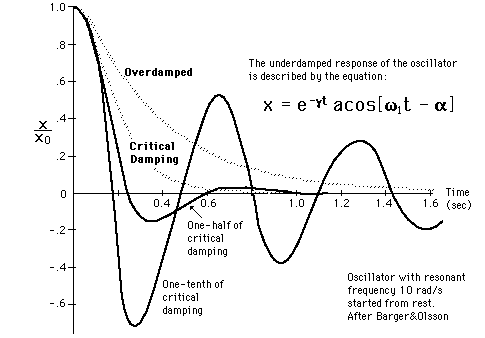 1.0
.8
.6
.4
.2
0
-.2
-.4
-.6
x
x₀
Overdamped
Critical
Damping
The underdamped response of the oscillator
is described by the equation:
x = e^-γt acos[ω₁t - α]
0.4 0.6 0.8 1.0 1.2 1.4 1.6
Time
(sec)
One-half of
critical
damping
One-tenth of
critical
damping
Oscillator with resonant
frequency 10 rad/s
started from rest.
After Barger&Olsson